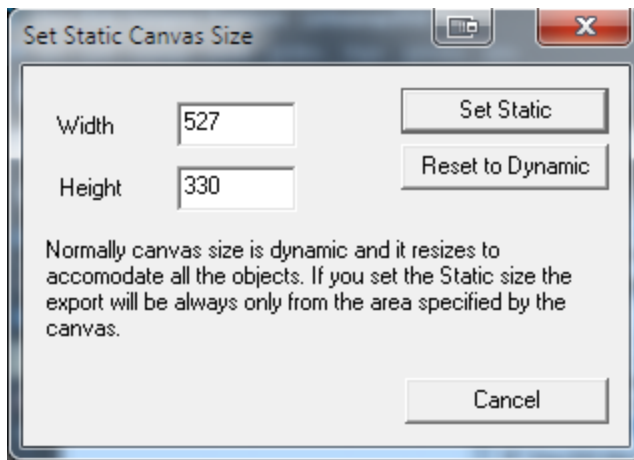 Set Static Canvas Size
Width
527
Set Static
Height
330
Reset to Dynamic
Normally canvas size is dynamic and it resizes to
accomodate all the objects. If you set the Static size the
export will be always only from the area specified by the
canvas.
Cancel